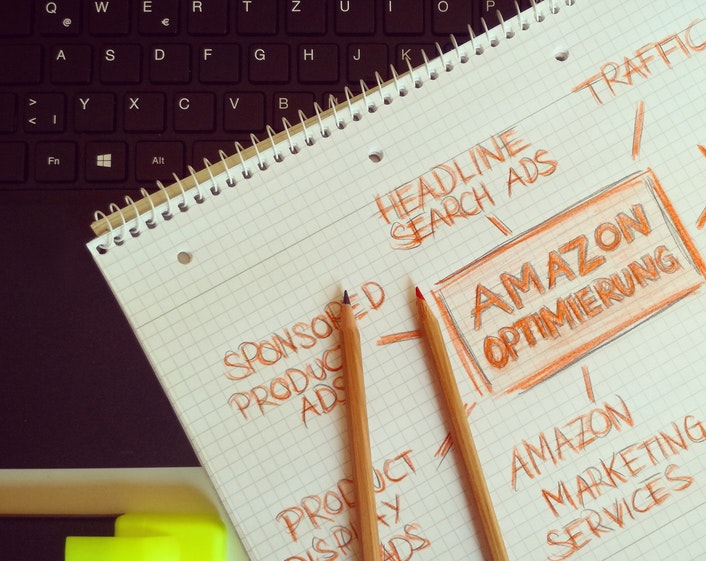 Q W E R T Z U I O P
@ €
A S D F G H J K
>
< | Y X C V B
Fn Alt
TRAFFIC
HEADLINE
SEARCH ADS
AMAZON
OPTIMIERUNG
SPONSORED
PRODUCT
ADS
AMAZON
MARKETING
SERVICES
PRODUCT
DISPLAY
ADS